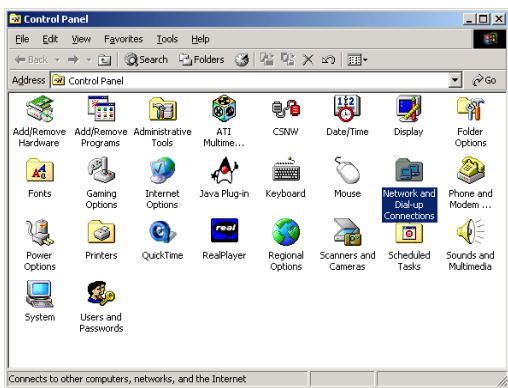 Control Panel
File Edit View Favorites Tools Help
Back Search Folders
Address Control Panel Go
Add/Remove Hardware
Add/Remove Programs
Administrative Tools
ATI Multime...
CSNW
Date/Time
Display
Folder Options
Fonts
Gaming Options
Internet Options
Java Plug-in
Keyboard
Mouse
Network and Dial-up Connections
Phone and Modem ...
Power Options
Printers
QuickTime
real
RealPlayer
Regional Options
Scanners and Cameras
Scheduled Tasks
Sounds and Multimedia
System
Users and Passwords
Connects to other computers, networks, and the Internet